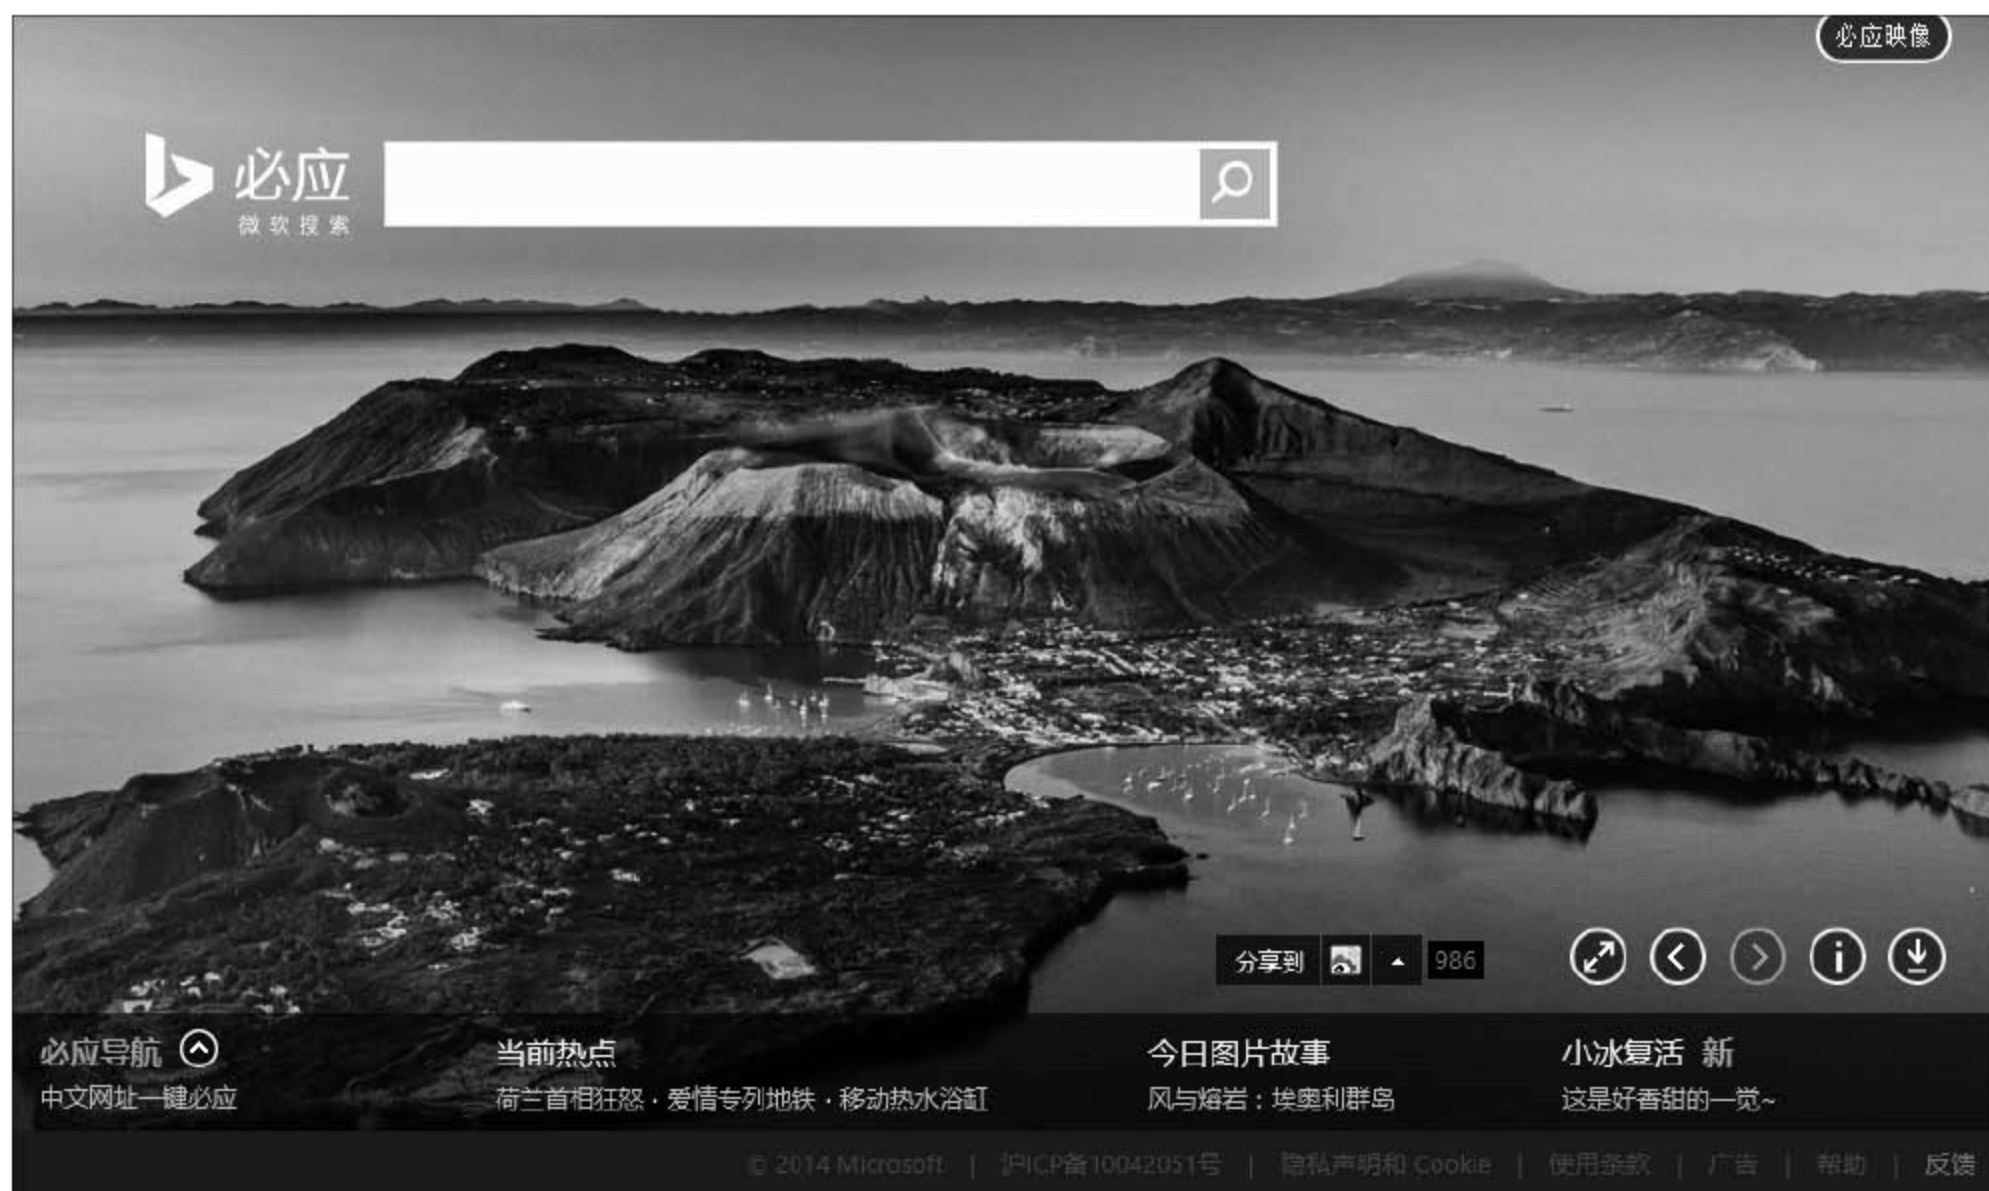 必应映像
必应
微软搜索
分享到 986
必应导航 当前热点 今日图片故事 小冰复活 新
中文网址一键必应 荷兰首相狂怒·爱情专列地铁·移动热水浴缸 风与熔岩:埃奥利群岛 这是好香甜的一觉~
© 2014 Microsoft | 沪ICP备10042051号 | 隐私声明和 Cookie | 使用条款 | 广告 | 帮助 | 反馈